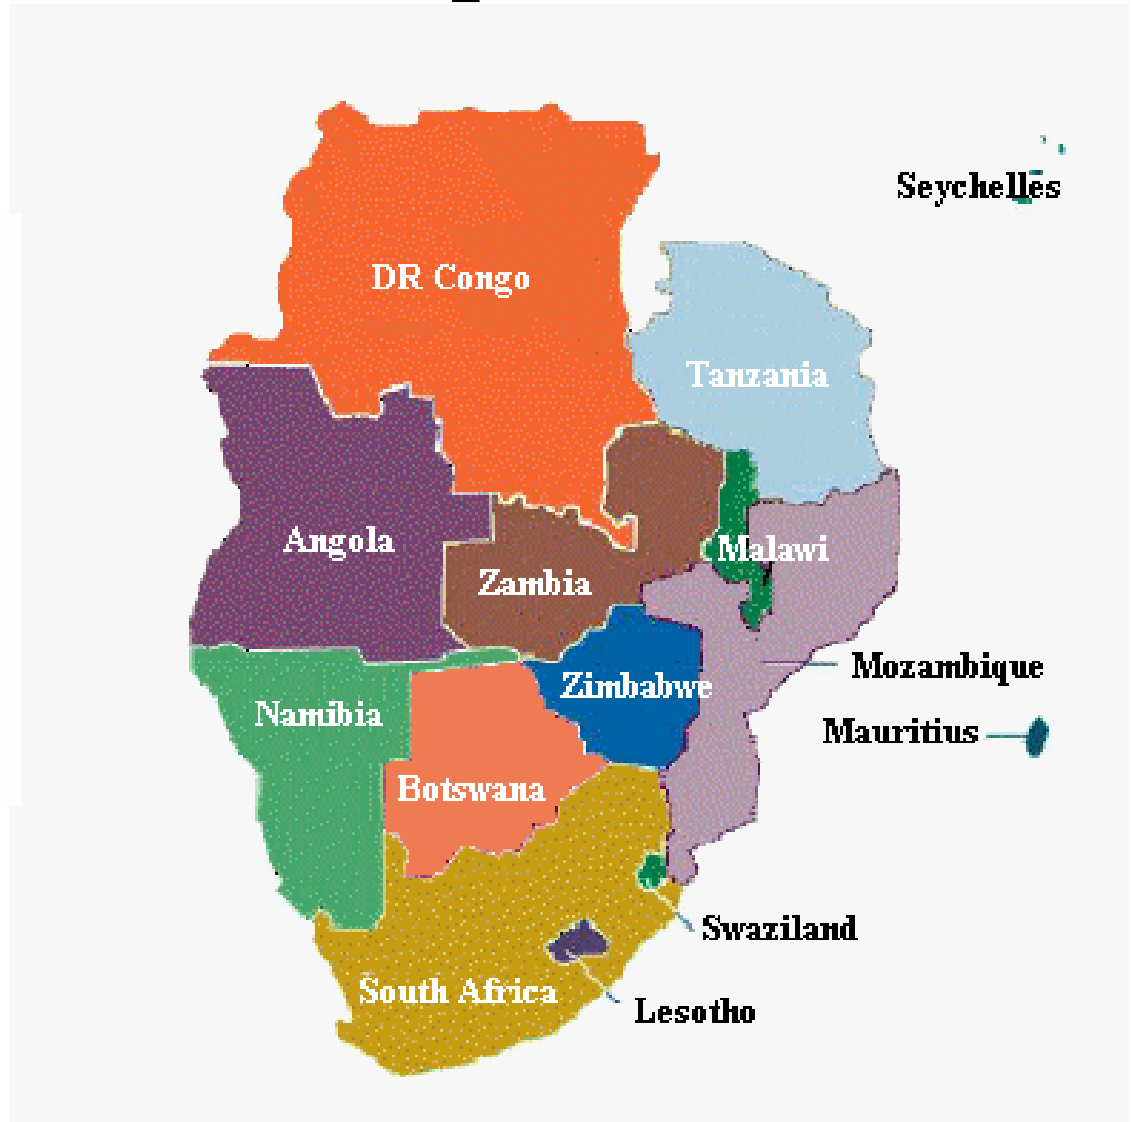 Seychelles
DR Congo
Tanzania
Angola
Malawi
Zambia
Mozambique
Zimbabwe
Namibia
Mauritius
Botswana
Swaziland
South Africa
Lesotho